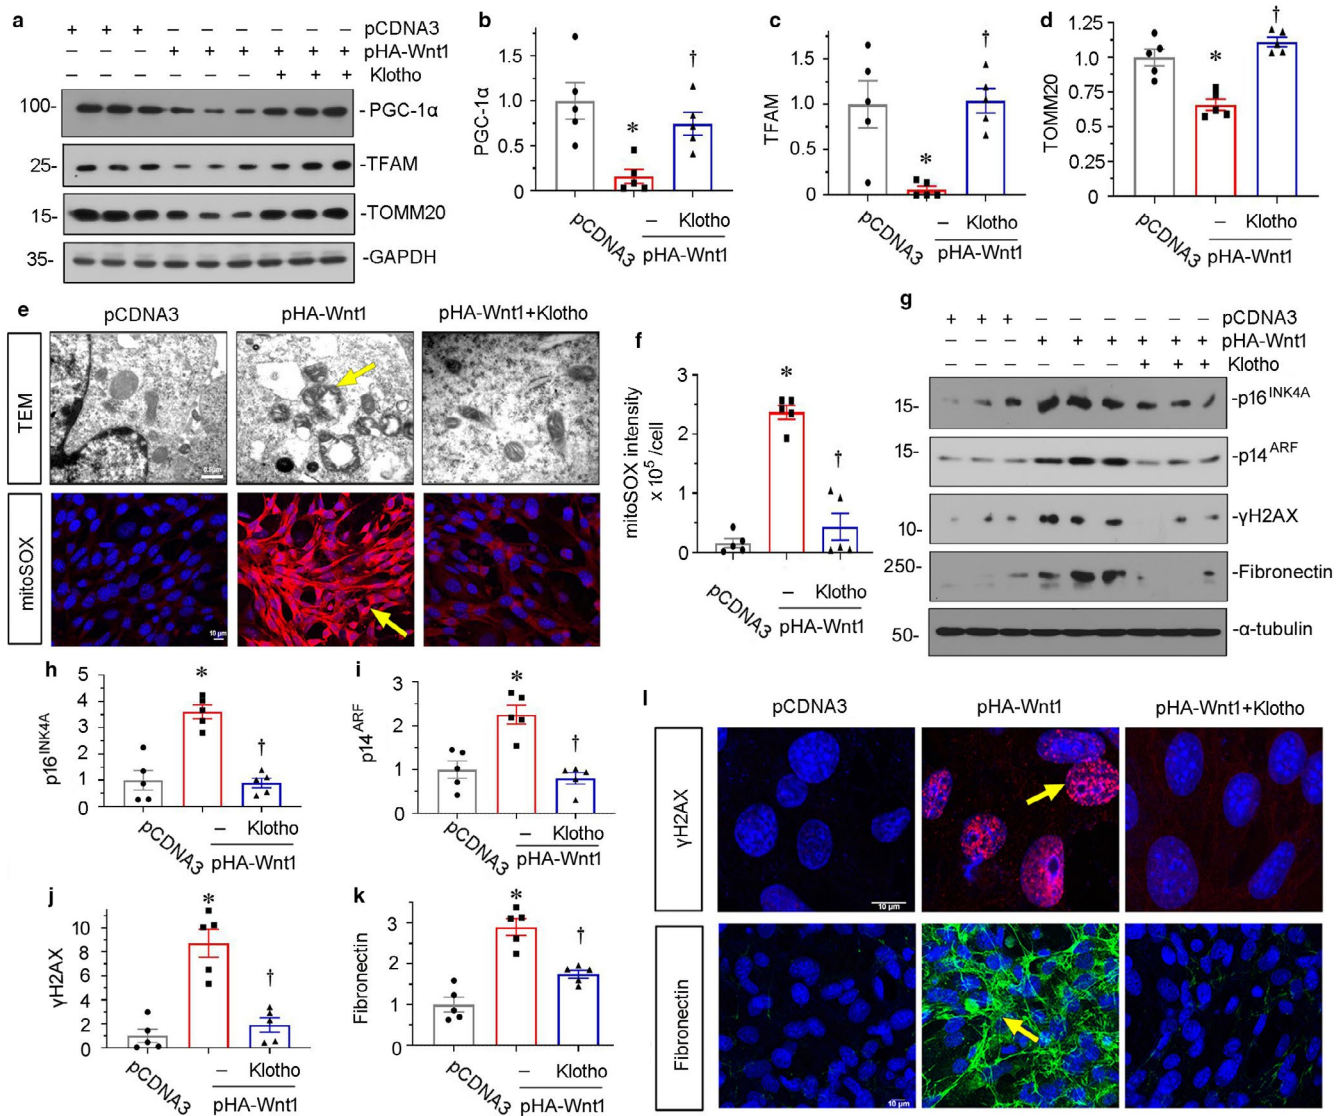 a
+ + + − − − − − − pCDNA3
− − − + + + + + + pHA-Wnt1
− − − − − − + + + Klotho
100- -PGC-1α
25- -TFAM
15- -TOMM20
35- -GAPDH
b
PGC-1α
1.5
1.0
0.5
0
*
†
pCDNA3
− Klotho
pHA-Wnt1
c
TFAM
1.5
1.0
0.5
0
*
†
pCDNA3
− Klotho
pHA-Wnt1
d
TOMM20
1.25
1.0
0.75
0.5
0.25
0
*
†
pCDNA3
− Klotho
pHA-Wnt1
e
pCDNA3 pHA-Wnt1 pHA-Wnt1+Klotho
TEM
0.5μm
mitoSOX
10 μm
f
mitoSOX intensity
x 10⁵ /cell
3
2
1
0
*
†
pCDNA3
− Klotho
pHA-Wnt1
g
+ + + − − − − − − pCDNA3
− − − + + + + + + pHA-Wnt1
− − − − − − + + + Klotho
15- -p16INK4A
15- -p14ARF
10- -γH2AX
250- -Fibronectin
50- -α-tubulin
h
p16INK4A
5
4
3
2
1
0
*
†
pCDNA3
− Klotho
pHA-Wnt1
i
p14ARF
3
2
1
0
*
†
pCDNA3
− Klotho
pHA-Wnt1
j
γH2AX
10
8
6
4
2
0
*
†
pCDNA3
− Klotho
pHA-Wnt1
k
Fibronectin
3
2
1
0
*
†
pCDNA3
− Klotho
pHA-Wnt1
l
pCDNA3 pHA-Wnt1 pHA-Wnt1+Klotho
γH2AX
10 μm
Fibronectin
10 μm